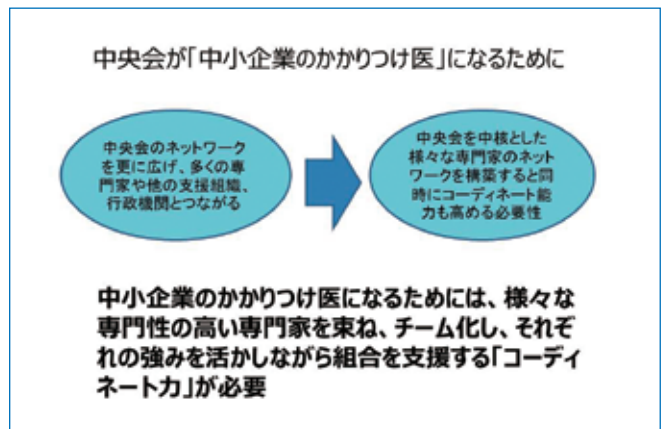 中央会が「中小企業のかかりつけ医」になるために
中央会のネットワーク
を更に広げ、多くの専
門家や他の支援組織、
行政機関とつながる
中央会を中核とした
様々な専門家のネット
ワークを構築すると同
時にコーディネート能
力も高める必要性
中小企業のかかりつけ医になるためには、様々な
専門性の高い専門家を束ね、チーム化し、それぞ
れの強みを活かしながら組合を支援する「コーディ
ネート力」が必要